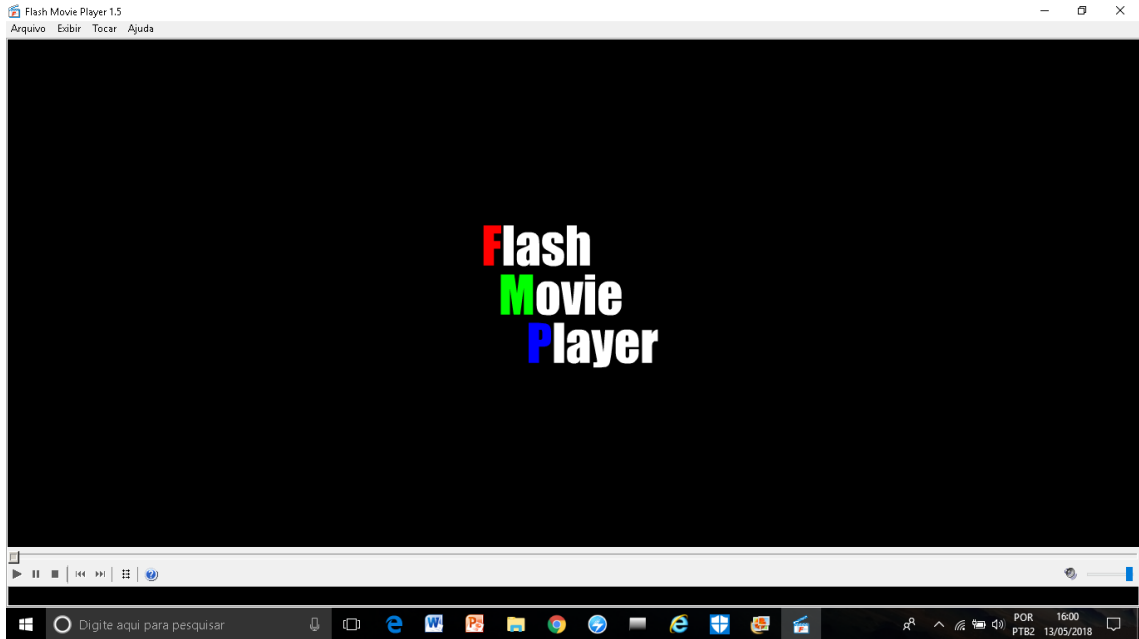 Flash Movie Player 1.5
Arquivo Exibir Tocar Ajuda
Flash
Movie
Player
Digite aqui para pesquisar
POR 16:00
PTB2 13/05/2018